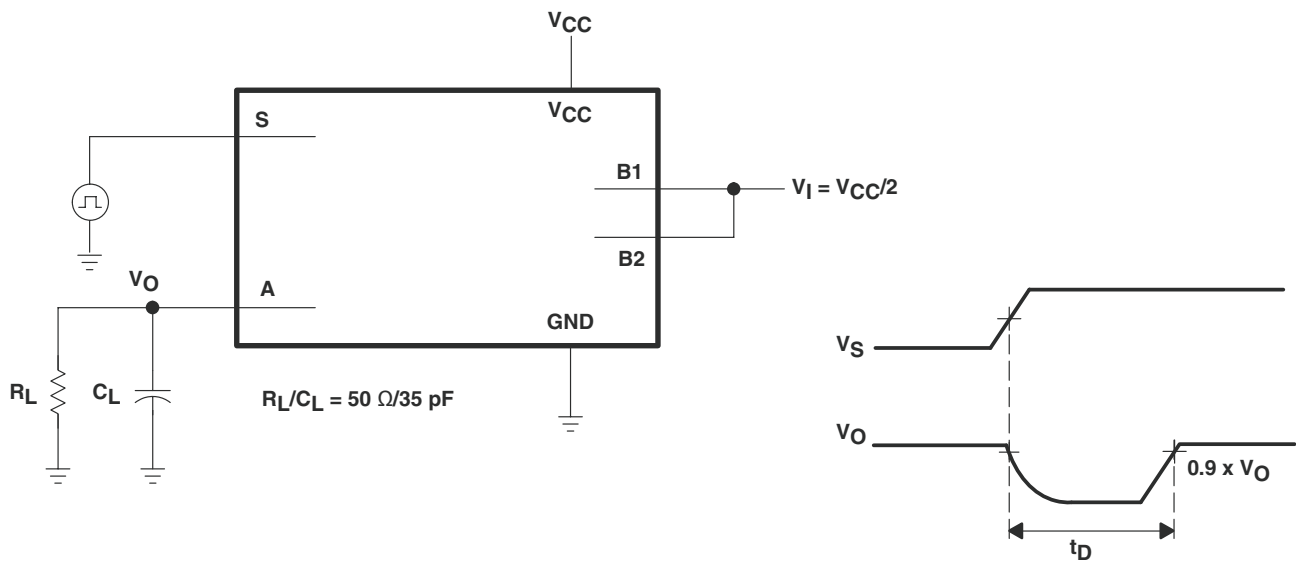 VCC
VCC
S
B1
VI = VCC/2
B2
VO
A
GND
RL
CL
RL/CL = 50 Ω/35 pF
VS
VO
0.9 x VO
tD